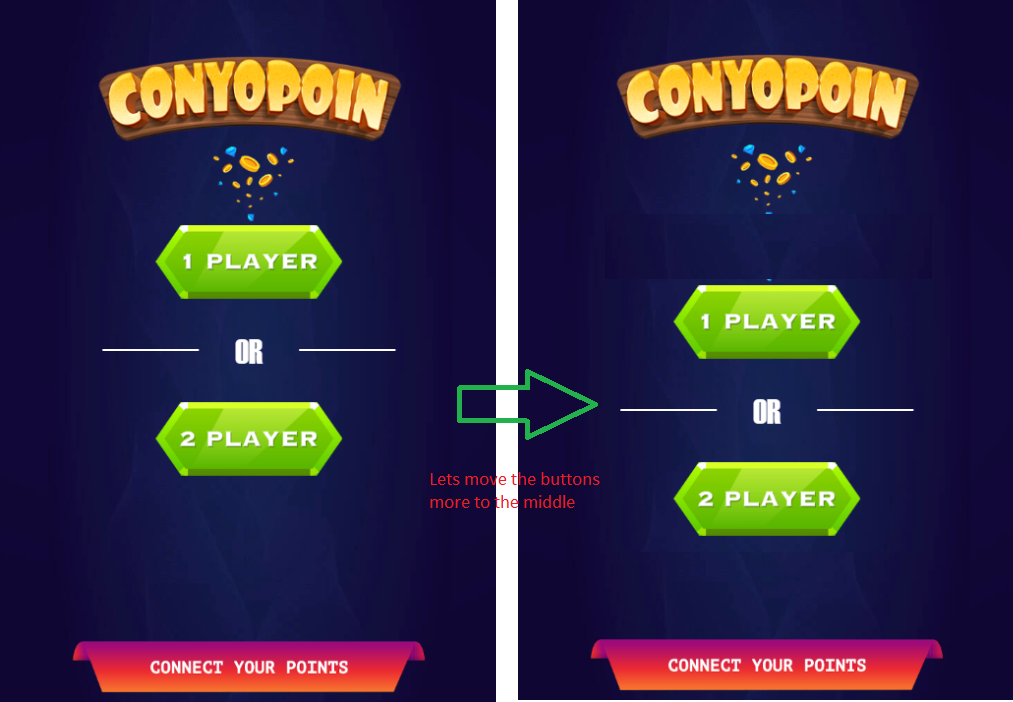 CONYOPOIN
1 PLAYER
OR
2 PLAYER
CONNECT YOUR POINTS
Lets move the buttons
more to the middle
CONYOPOIN
1 PLAYER
OR
2 PLAYER
CONNECT YOUR POINTS